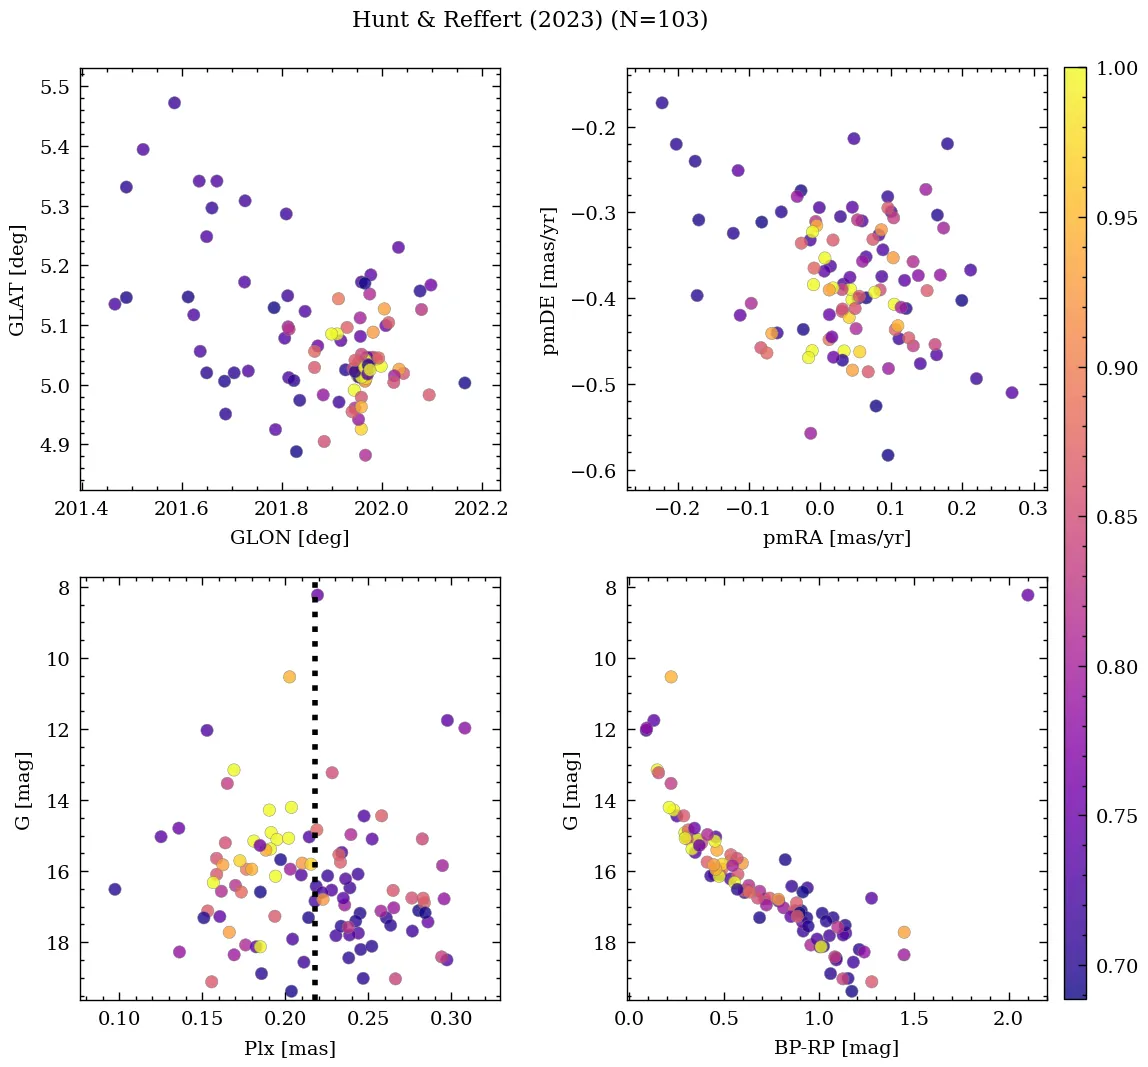 Hunt & Reffert (2023) (N=103)
5.5
5.4
5.3
5.2
5.1
5.0
4.9
GLAT [deg]
201.4 201.6 201.8 202.0 202.2
GLON [deg]
−0.2
−0.3
−0.4
−0.5
−0.6
pmDE [mas/yr]
−0.2 −0.1 0.0 0.1 0.2 0.3
pmRA [mas/yr]
8
10
12
14
16
18
G [mag]
0.10 0.15 0.20 0.25 0.30
Plx [mas]
8
10
12
14
16
18
G [mag]
0.0 0.5 1.0 1.5 2.0
BP-RP [mag]
1.00
0.95
0.90
0.85
0.80
0.75
0.70